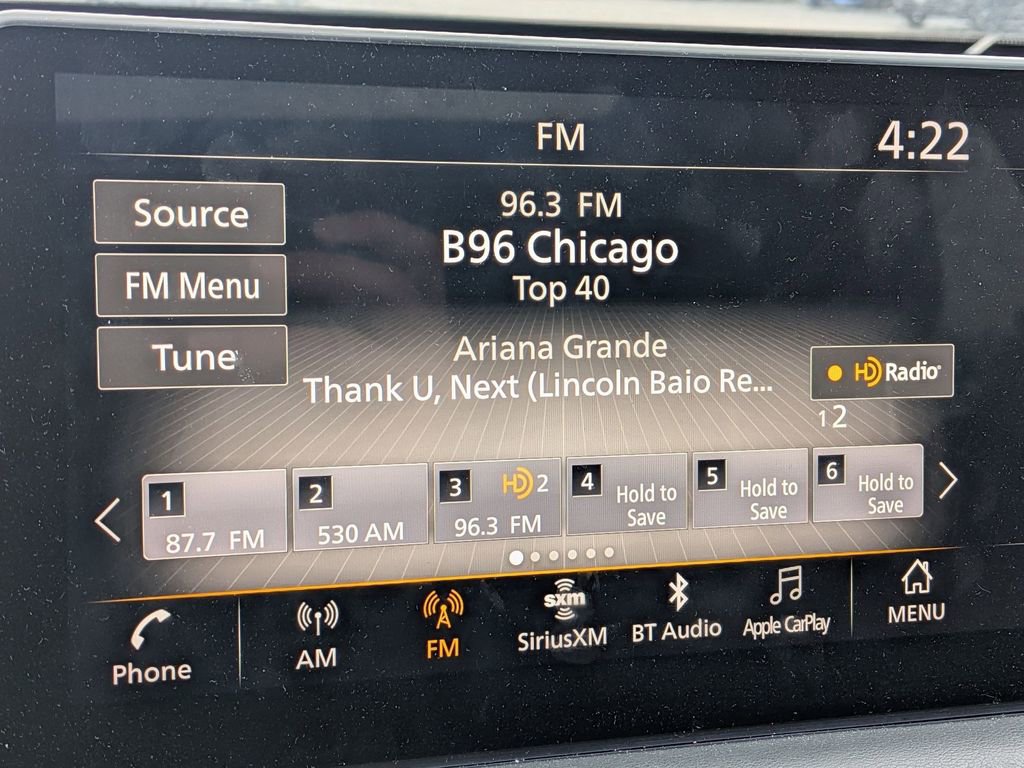 FM
4:22
Source
FM Menu
Tune
96.3 FM
B96 Chicago
Top 40
Ariana Grande
Thank U, Next (Lincoln Baio Re...
HD Radio
1 2
1
87.7 FM
2
530 AM
3
HD 2
96.3 FM
4
Hold to
Save
5
Hold to
Save
6
Hold to
Save
Phone
AM
FM
sxm
SiriusXM
BT Audio
Apple CarPlay
MENU